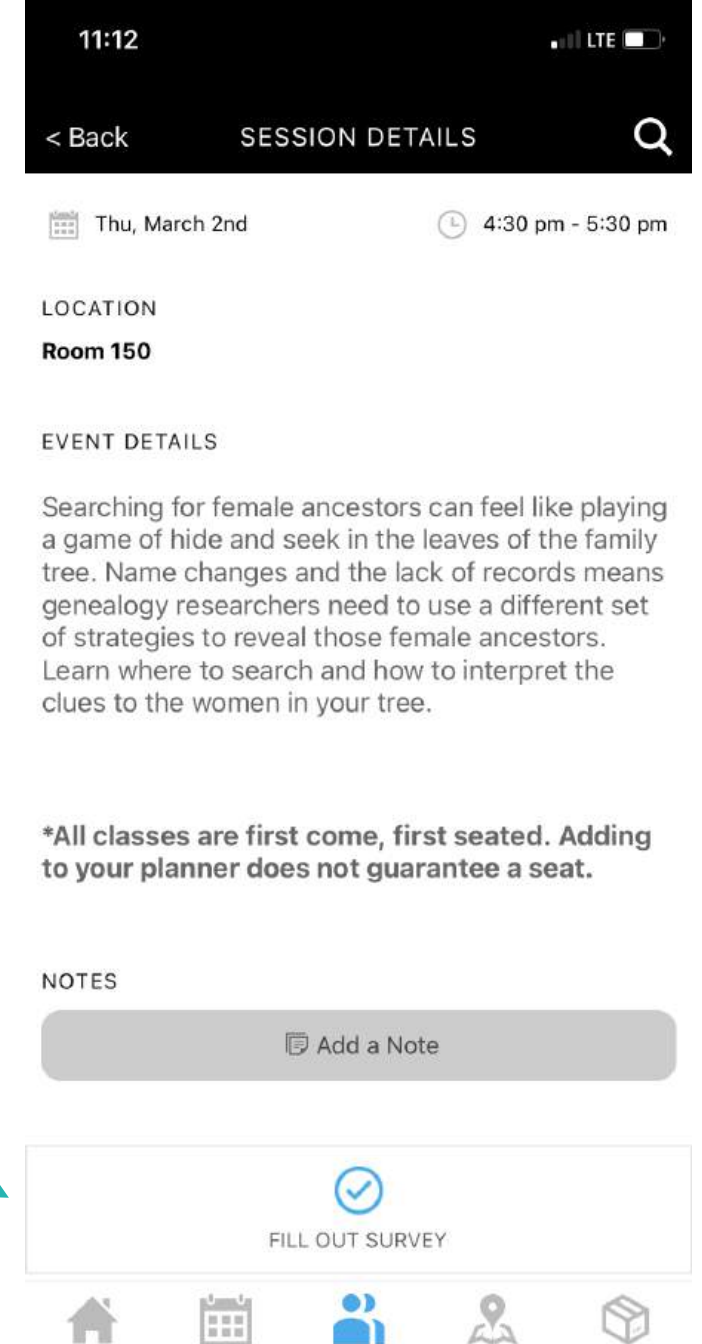 11:12
LTE
< Back
SESSION DETAILS
Thu, March 2nd
4:30 pm - 5:30 pm
LOCATION
Room 150
EVENT DETAILS
Searching for female ancestors can feel like playing
a game of hide and seek in the leaves of the family
tree. Name changes and the lack of records means
genealogy researchers need to use a different set
of strategies to reveal those female ancestors.
Learn where to search and how to interpret the
clues to the women in your tree.
*All classes are first come, first seated. Adding
to your planner does not guarantee a seat.
NOTES
Add a Note
FILL OUT SURVEY